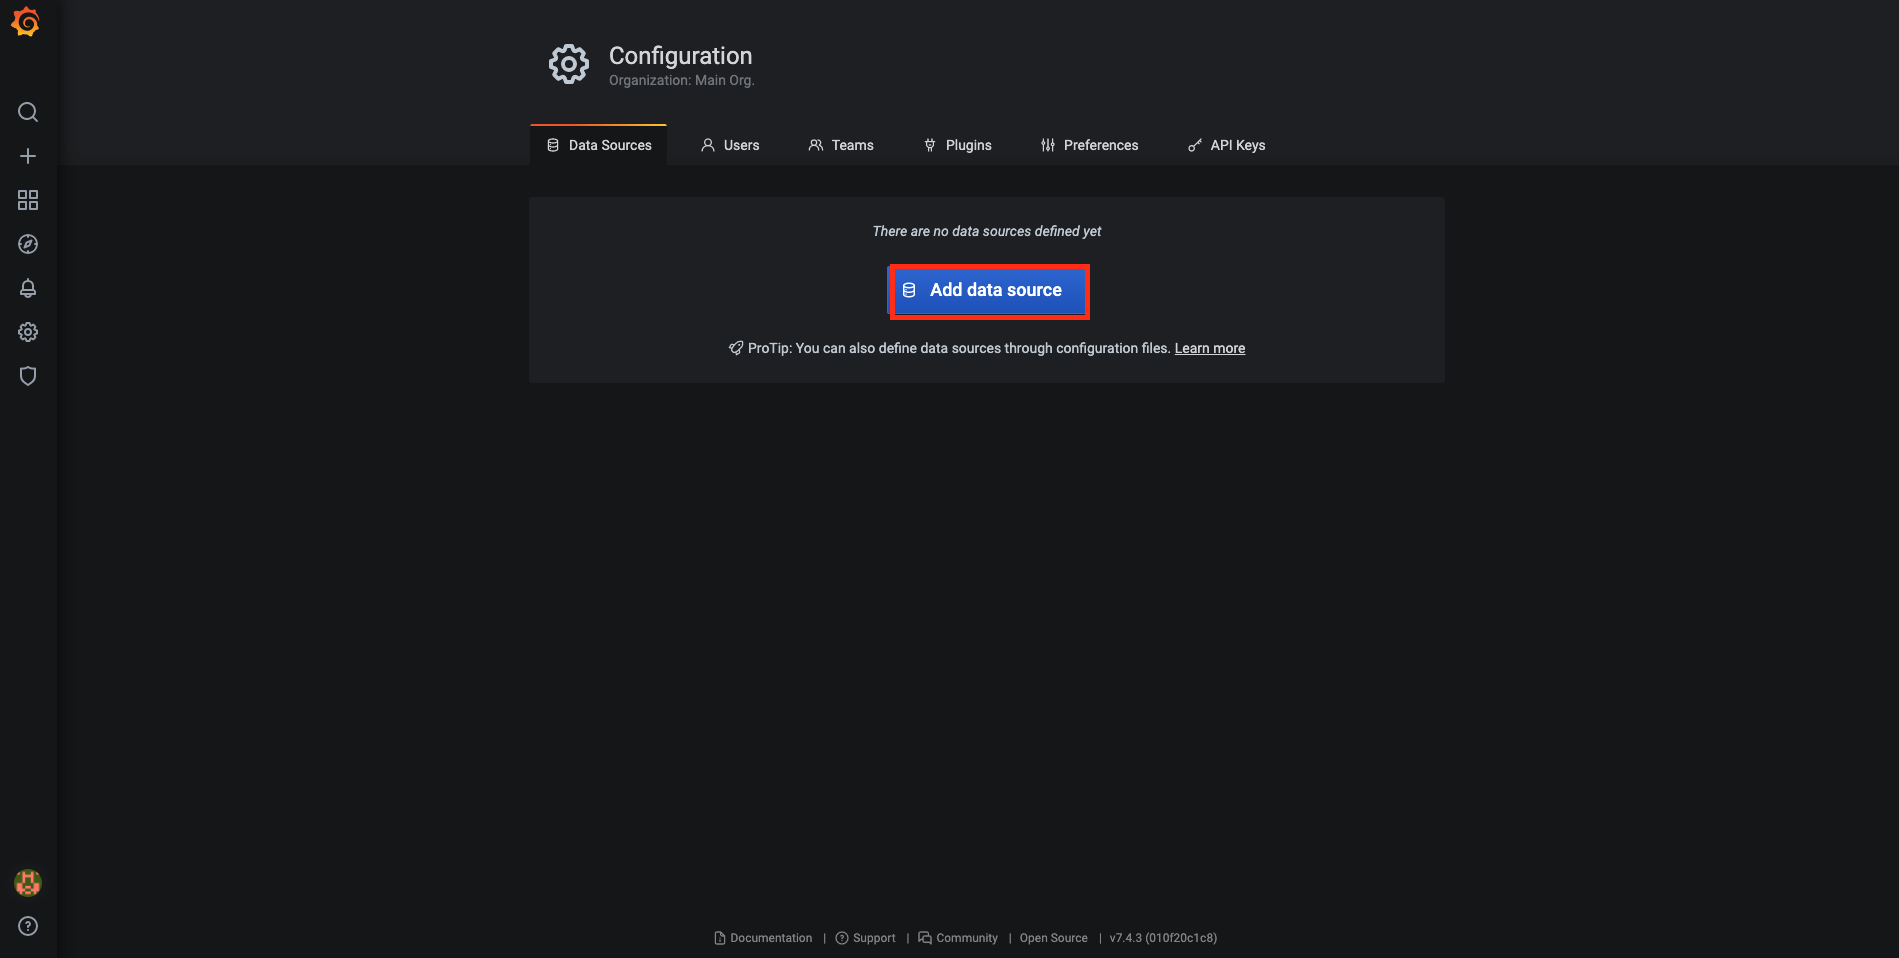 Configuration
Organization: Main Org.
Data Sources
Users
Teams
Plugins
Preferences
API Keys
There are no data sources defined yet
Add data source
ProTip: You can also define data sources through configuration files. Learn more
Documentation | Support | Community | Open Source | v7.4.3 (010f20c1c8)